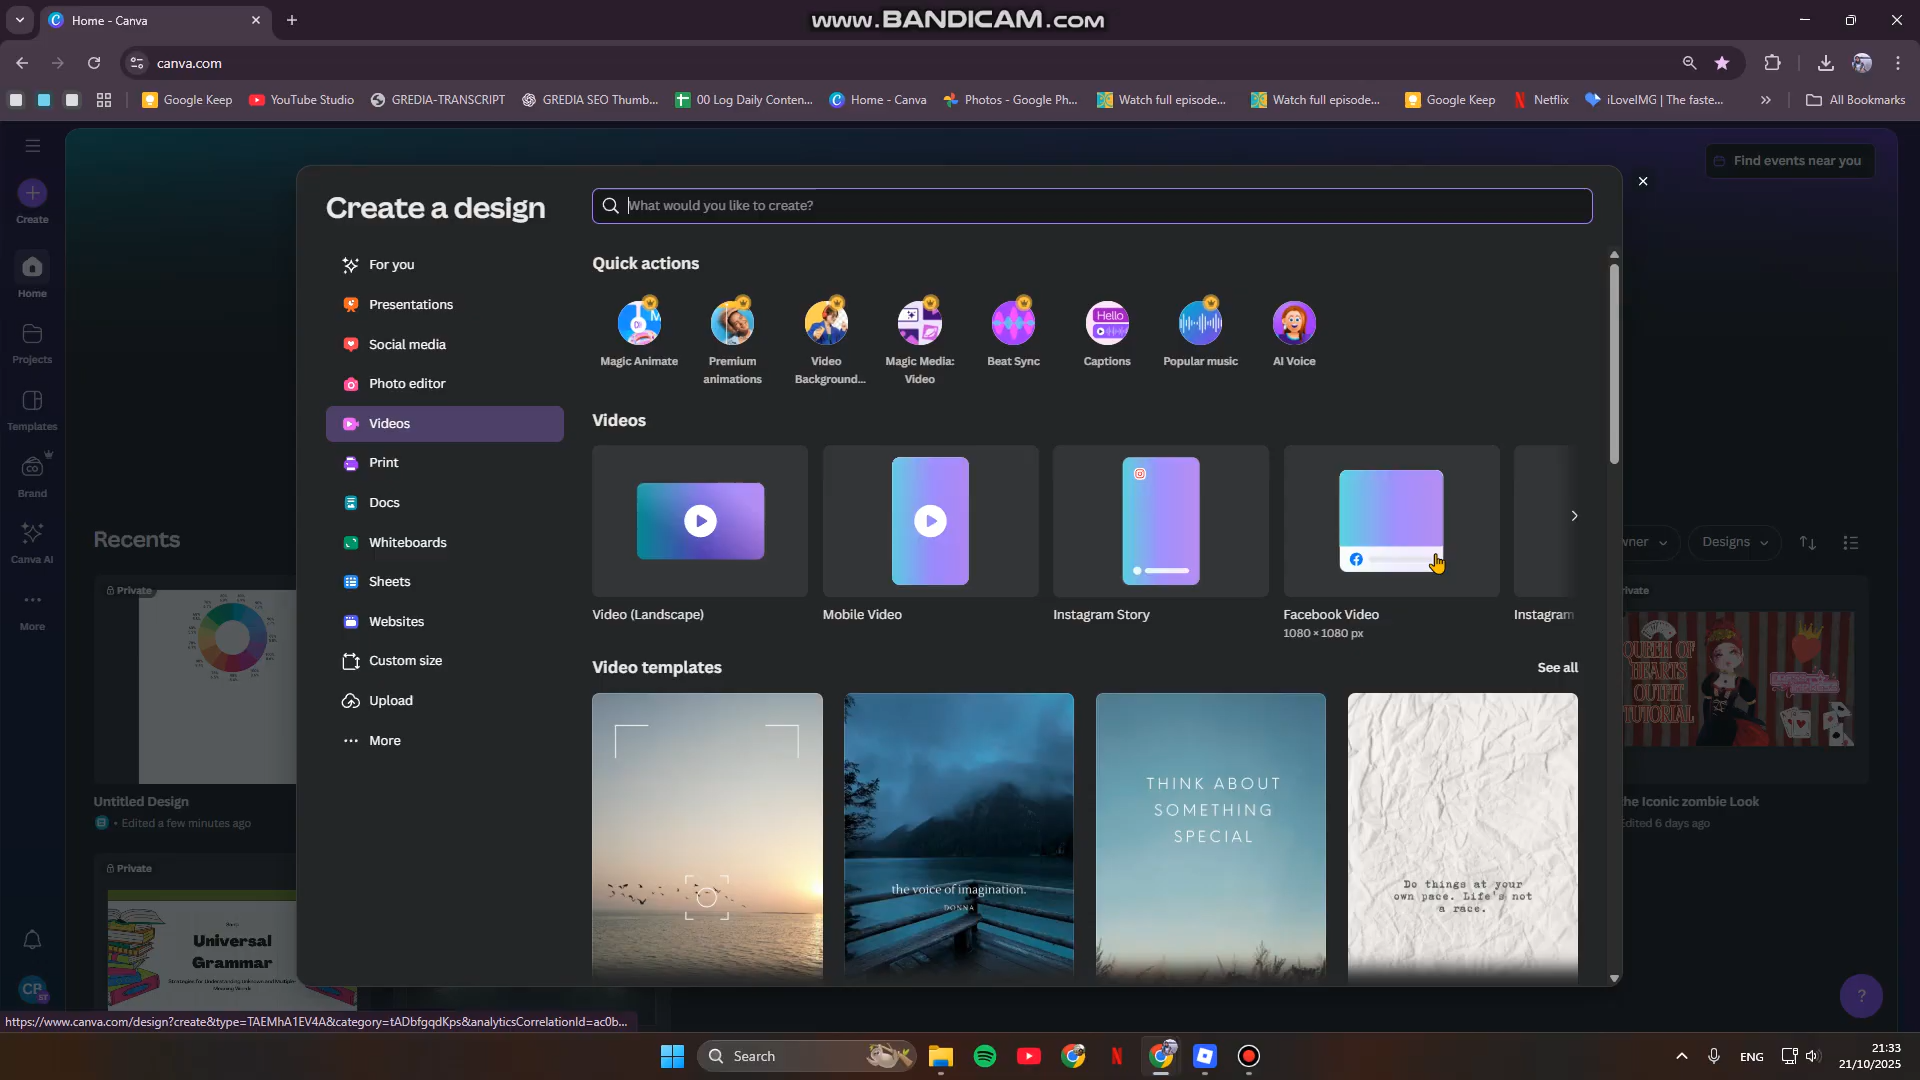 Home - Canva
www.BANDICAM.com
canva.com
Google Keep
YouTube Studio
GREDIA-TRANSCRIPT
GREDIA SEO Thumb...
00 Log Daily Conten...
Home - Canva
Photos - Google Ph...
Watch full episode...
Watch full episode...
Google Keep
Netflix
iLoveIMG | The faste...
All Bookmarks
Find events near you
Create
Home
Projects
Templates
Brand
Canva AI
More
Create a design
What would you like to create?
For you
Presentations
Social media
Photo editor
Videos
Print
Docs
Whiteboards
Sheets
Websites
Custom size
Upload
More
Quick actions
Magic Animate
Premium
animations
Video
Background...
Magic Media:
Video
Beat Sync
Hello
Captions
Popular music
AI Voice
Videos
Video (Landscape)
Mobile Video
Instagram Story
Facebook Video
1080 × 1080 px
Instagram
Video templates
See all
the voice of imagination.
DONNA
THINK ABOUT
SOMETHING
SPECIAL
Do things at your
own pace. Life's not
a race.
Recents
Designs
Private
Untitled Design
• Edited a few minutes ago
Private
Universal
Grammar
QUEEN OF
HEARTS
OUTFIT
TUTORIAL
he Iconic zombie Look
dited 6 days ago
https://www.canva.com/design?create&type=TAEMhA1EV4A&category=tADbfgqdKps&analyticsCorrelationId=ac0b...
Search
ENG
21:33
21/10/2025